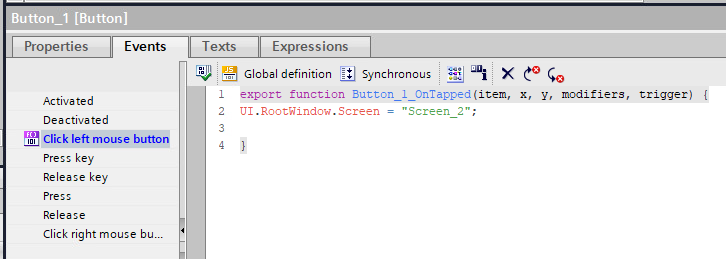 Button_1 [Button]
Properties Events Texts Expressions
Global definition Synchronous
Activated
Deactivated
Click left mouse button
Press key
Release key
Press
Release
Click right mouse bu...
1 export function Button_1_OnTapped(item, x, y, modifiers, trigger) {
2 UI.RootWindow.Screen = "Screen_2";
3
4 }